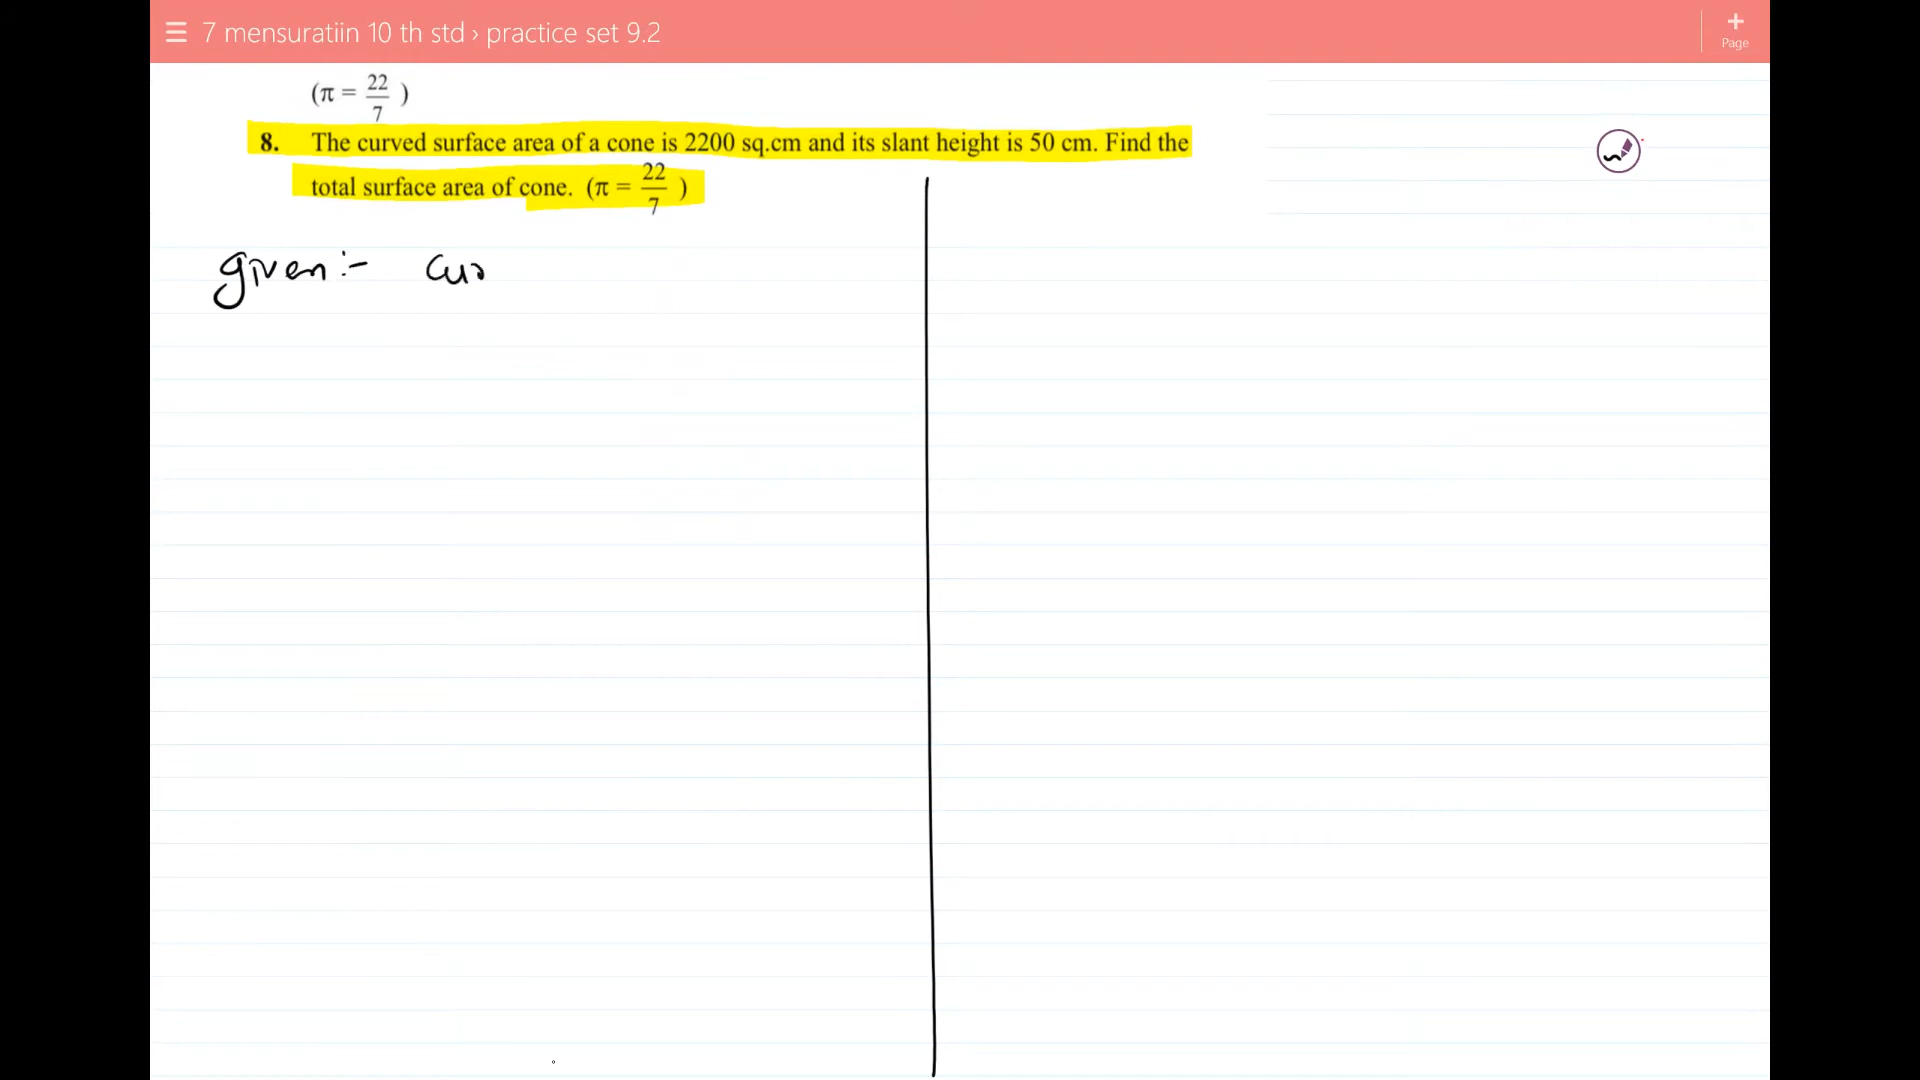 ☰ 7 mensuratiin 10 th std › practice set 9.2
+ Page
(π = 22/7 )
8. The curved surface area of a cone is 2200 sq.cm and its slant height is 50 cm. Find the
total surface area of cone. (π = 22/7 )
given :- cur